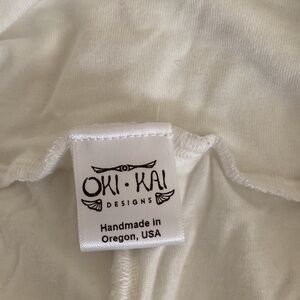 OKI · KAI
DESIGNS
Handmade in
Oregon, USA